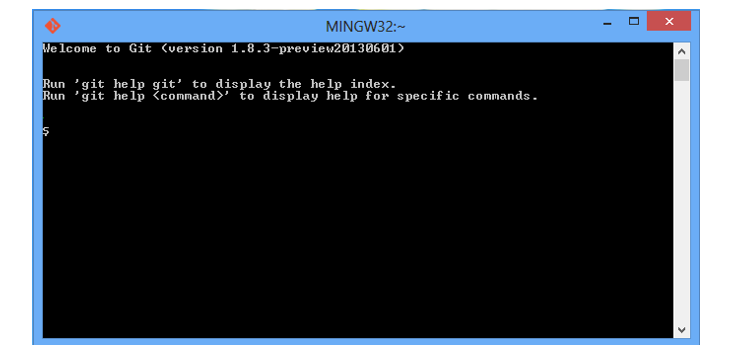 MINGW32:~
Welcome to Git (version 1.8.3-preview20130601)
Run 'git help git' to display the help index.
Run 'git help <command>' to display help for specific commands.
$